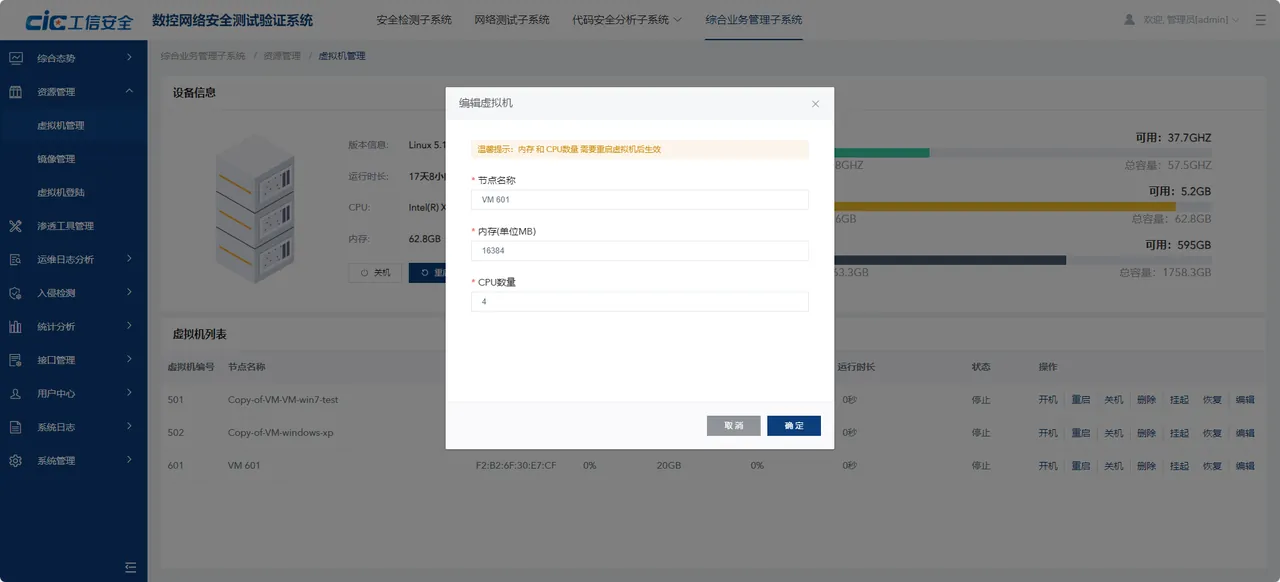 CIC工信安全 数控网络安全测试验证系统 安全检测子系统 网络测试子系统 代码安全分析子系统 综合业务管理子系统 欢迎, 管理员[admin]
综合态势
资源管理
虚拟机管理
镜像管理
虚拟机登陆
渗透工具管理
运维日志分析
入侵检测
统计分析
接口管理
用户中心
系统日志
系统管理
综合业务管理子系统 / 资源管理 / 虚拟机管理
设备信息
版本信息: Linux 5.1
运行时长: 17天8小
CPU: Intel(R) X
内存: 62.8GB
关机
可用: 37.7GHZ
8GHZ 总容量: 57.5GHZ
可用: 5.2GB
6GB 总容量: 62.8GB
可用: 595GB
63.3GB 总容量: 1758.3GB
编辑虚拟机
温馨提示: 内存 和 CPU数量 需要重启虚拟机后生效
* 节点名称
VM 601
* 内存(单位MB)
16384
* CPU数量
4
取消 确定
虚拟机列表
虚拟机编号 节点名称 运行时长 状态 操作
501 Copy-of-VM-VM-win7-test 0秒 停止 开机 重启 关机 删除 挂起 恢复 编辑
502 Copy-of-VM-windows-xp 0秒 停止 开机 重启 关机 删除 挂起 恢复 编辑
601 VM 601 F2:B2:6F:30:E7:CF 0% 20GB 0% 0秒 停止 开机 重启 关机 删除 挂起 恢复 编辑